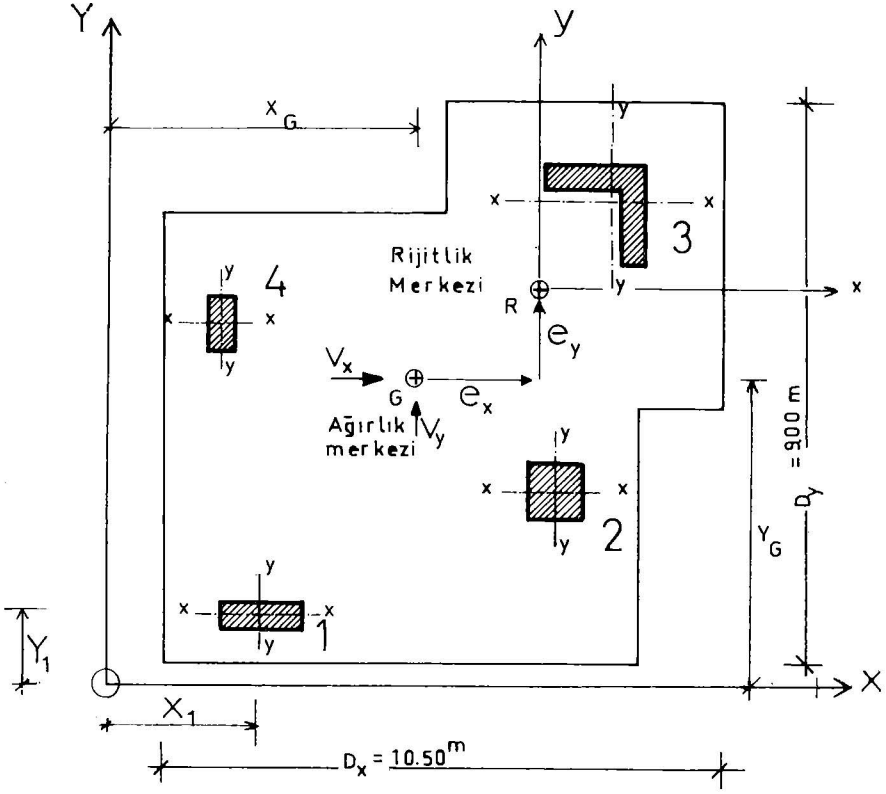 Y
y
x_G
y
x
x
3
Rijitlik
Merkezi
y
4
y
x
x
R
x
e_y
x
x
y
V_x
G
e_x
Ağırlık
merkezi
V_y
y
x
x
2
y
Y_G
D_y = 9.00 m
y
x
x
1
y
Y_1
X_1
X
D_x = 10.50 m